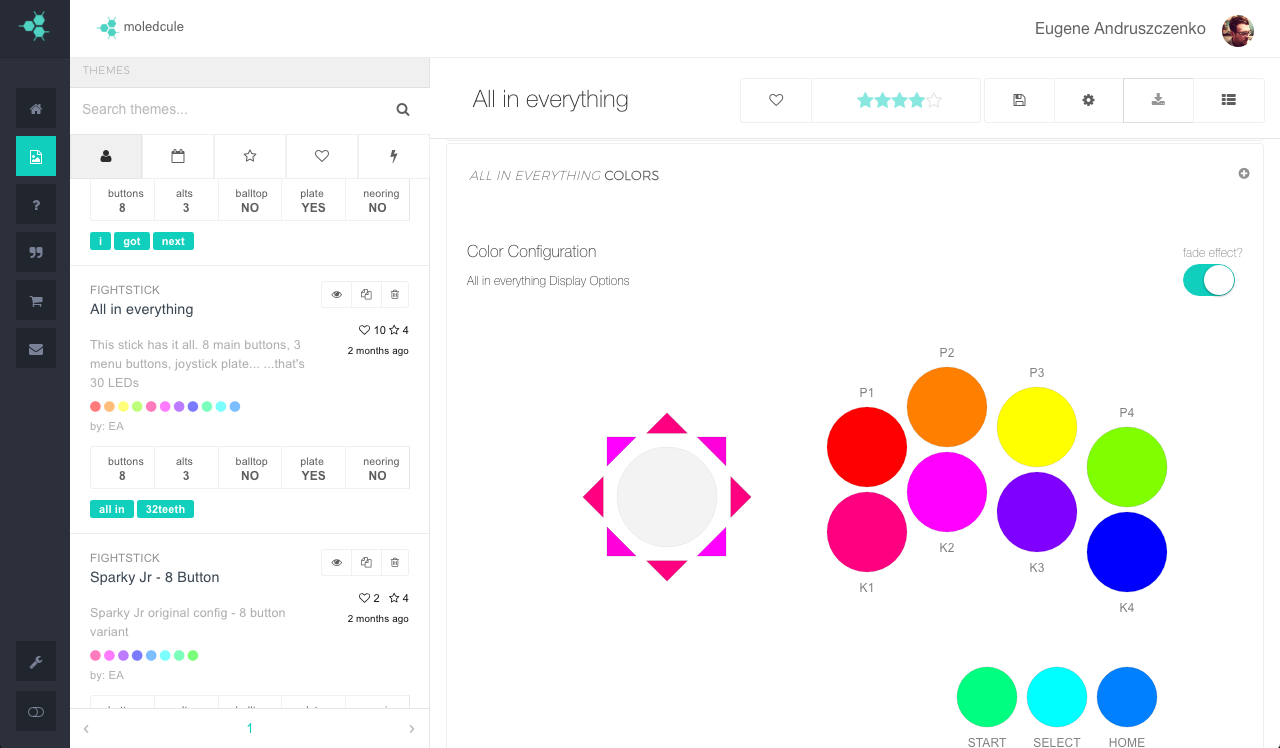 moledcule
Eugene Andruszczenko
THEMES
Search themes...
buttons alts balltop plate neoring
8 3 NO YES NO
i got next
FIGHTSTICK
All in everything
10 4
2 months ago
This stick has it all. 8 main buttons, 3
menu buttons, joystick plate... ...that's
30 LEDs
by: EA
buttons alts balltop plate neoring
8 3 NO YES NO
all in 32teeth
FIGHTSTICK
Sparky Jr - 8 Button
2 4
2 months ago
Sparky Jr original config - 8 button
variant
by: EA
1
All in everything
ALL IN EVERYTHING COLORS
Color Configuration
fade effect?
All in everything Display Options
P2
P3
P1
P4
K2
K3
K1
K4
START SELECT HOME